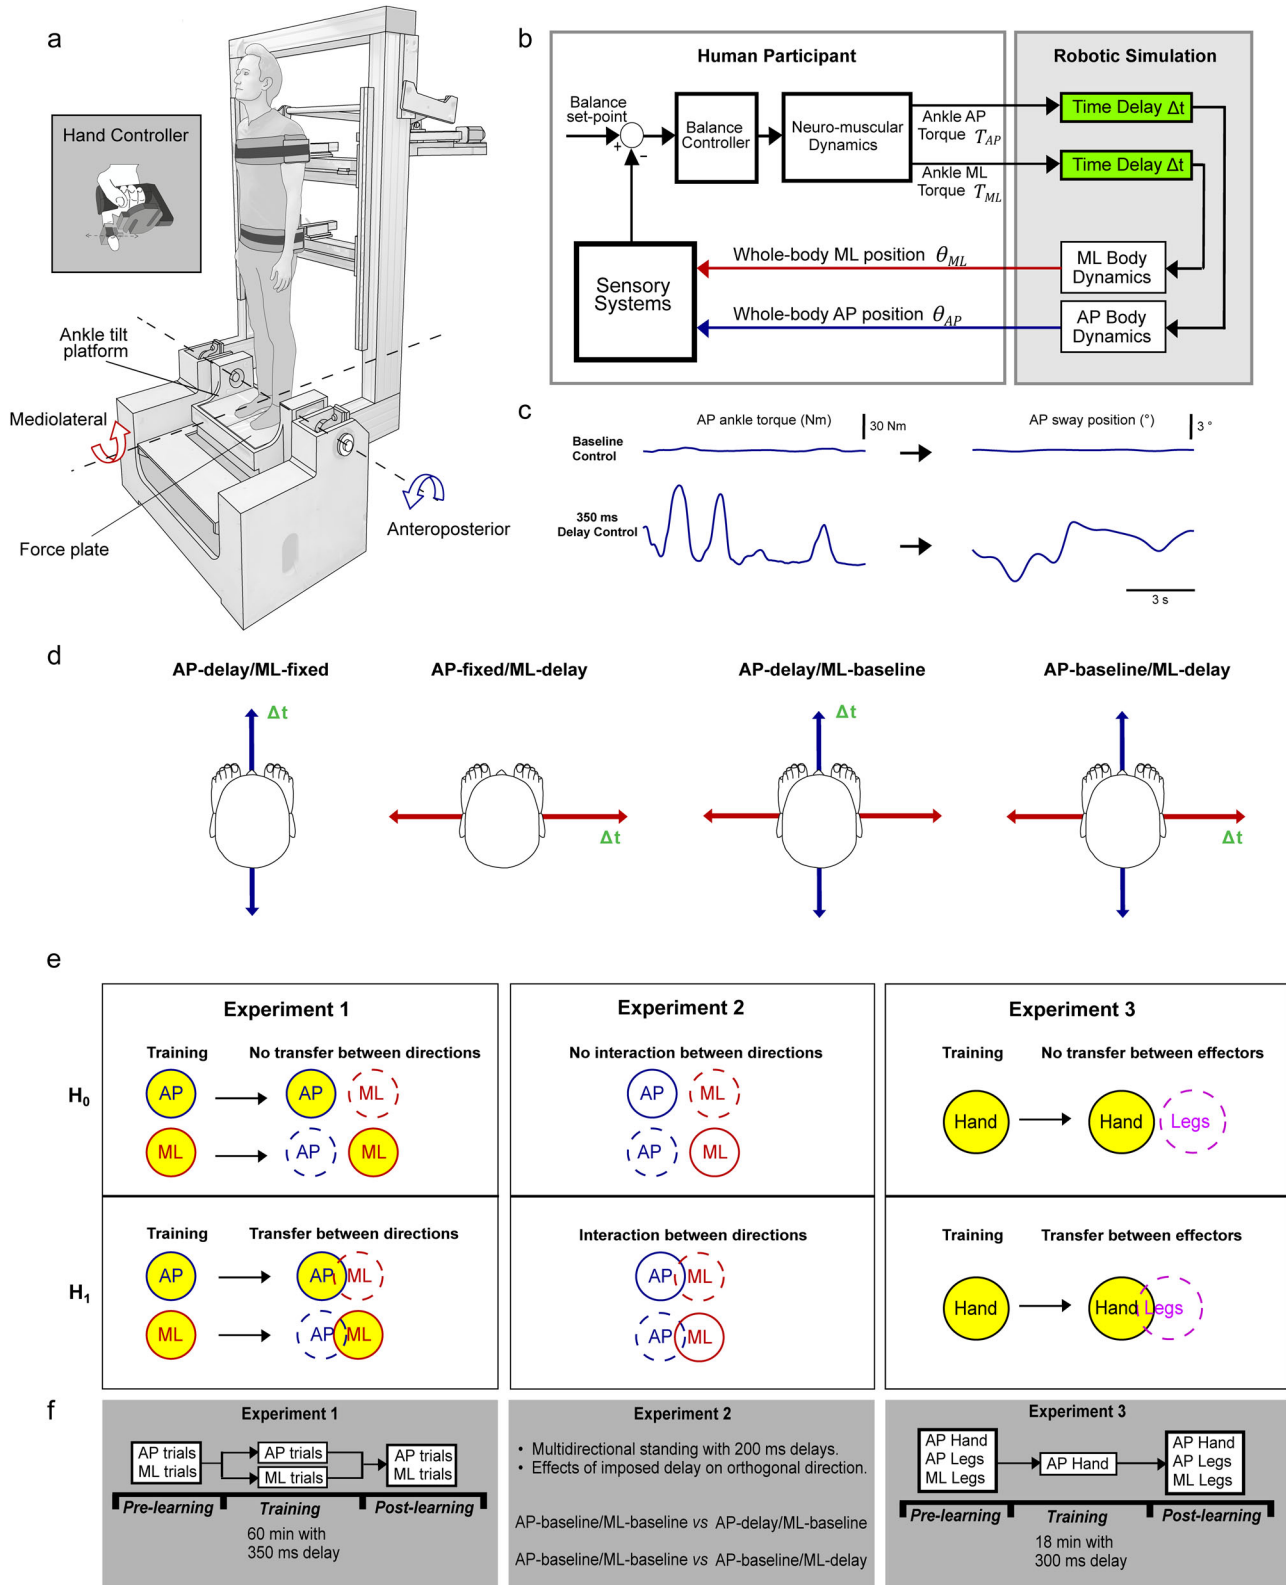 a
Hand Controller
Ankle tilt
platform
Mediolateral
Force plate
Anteroposterior
b
Human Participant
Robotic Simulation
Balance
set-point
+
−
Balance
Controller
Neuro-muscular
Dynamics
Ankle AP
Torque T_AP
Ankle ML
Torque T_ML
Time Delay Δt
Time Delay Δt
Sensory
Systems
Whole-body ML position θ_ML
Whole-body AP position θ_AP
ML Body
Dynamics
AP Body
Dynamics
c
AP ankle torque (Nm)
30 Nm
AP sway position (°)
3 °
Baseline
Control
350 ms
Delay Control
3 s
d
AP-delay/ML-fixed
AP-fixed/ML-delay
AP-delay/ML-baseline
AP-baseline/ML-delay
Δt
Δt
Δt
Δt
e
H0
H1
Experiment 1
Training
No transfer between directions
AP
AP
ML
ML
AP
ML
Training
Transfer between directions
AP
AP
ML
ML
AP
ML
Experiment 2
No interaction between directions
AP
ML
AP
ML
Interaction between directions
AP
ML
AP
ML
Experiment 3
Training
No transfer between effectors
Hand
Hand
Legs
Training
Transfer between effectors
Hand
Hand
Legs
f
Experiment 1
AP trials
ML trials
AP trials
ML trials
AP trials
ML trials
Pre-learning
Training
Post-learning
60 min with
350 ms delay
Experiment 2
• Multidirectional standing with 200 ms delays.
• Effects of imposed delay on orthogonal direction.
AP-baseline/ML-baseline vs AP-delay/ML-baseline
AP-baseline/ML-baseline vs AP-baseline/ML-delay
Experiment 3
AP Hand
AP Legs
ML Legs
AP Hand
AP Hand
AP Legs
ML Legs
Pre-learning
Training
Post-learning
18 min with
300 ms delay